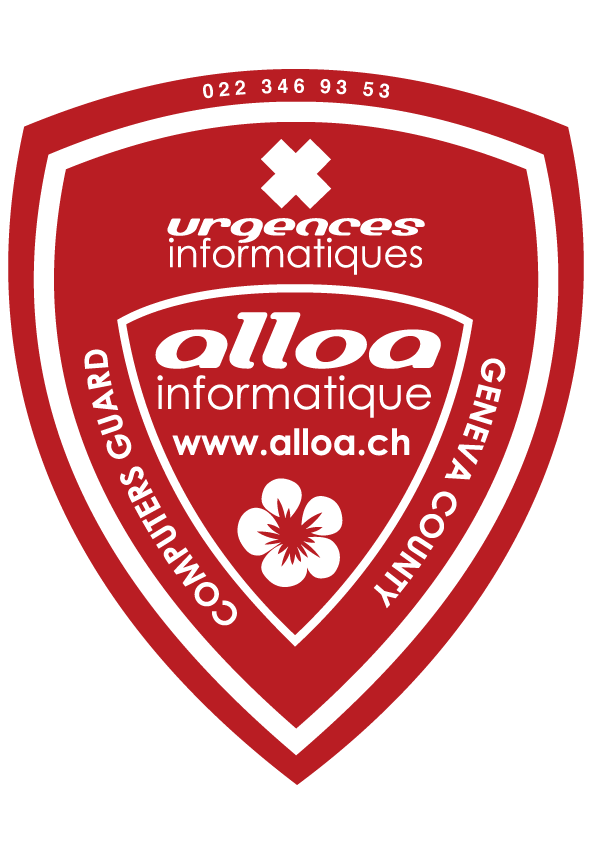 022 346 93 53
urgences
informatiques
alloa
informatique
www.alloa.ch
COMPUTERS GUARD
GENEVA COUNTY